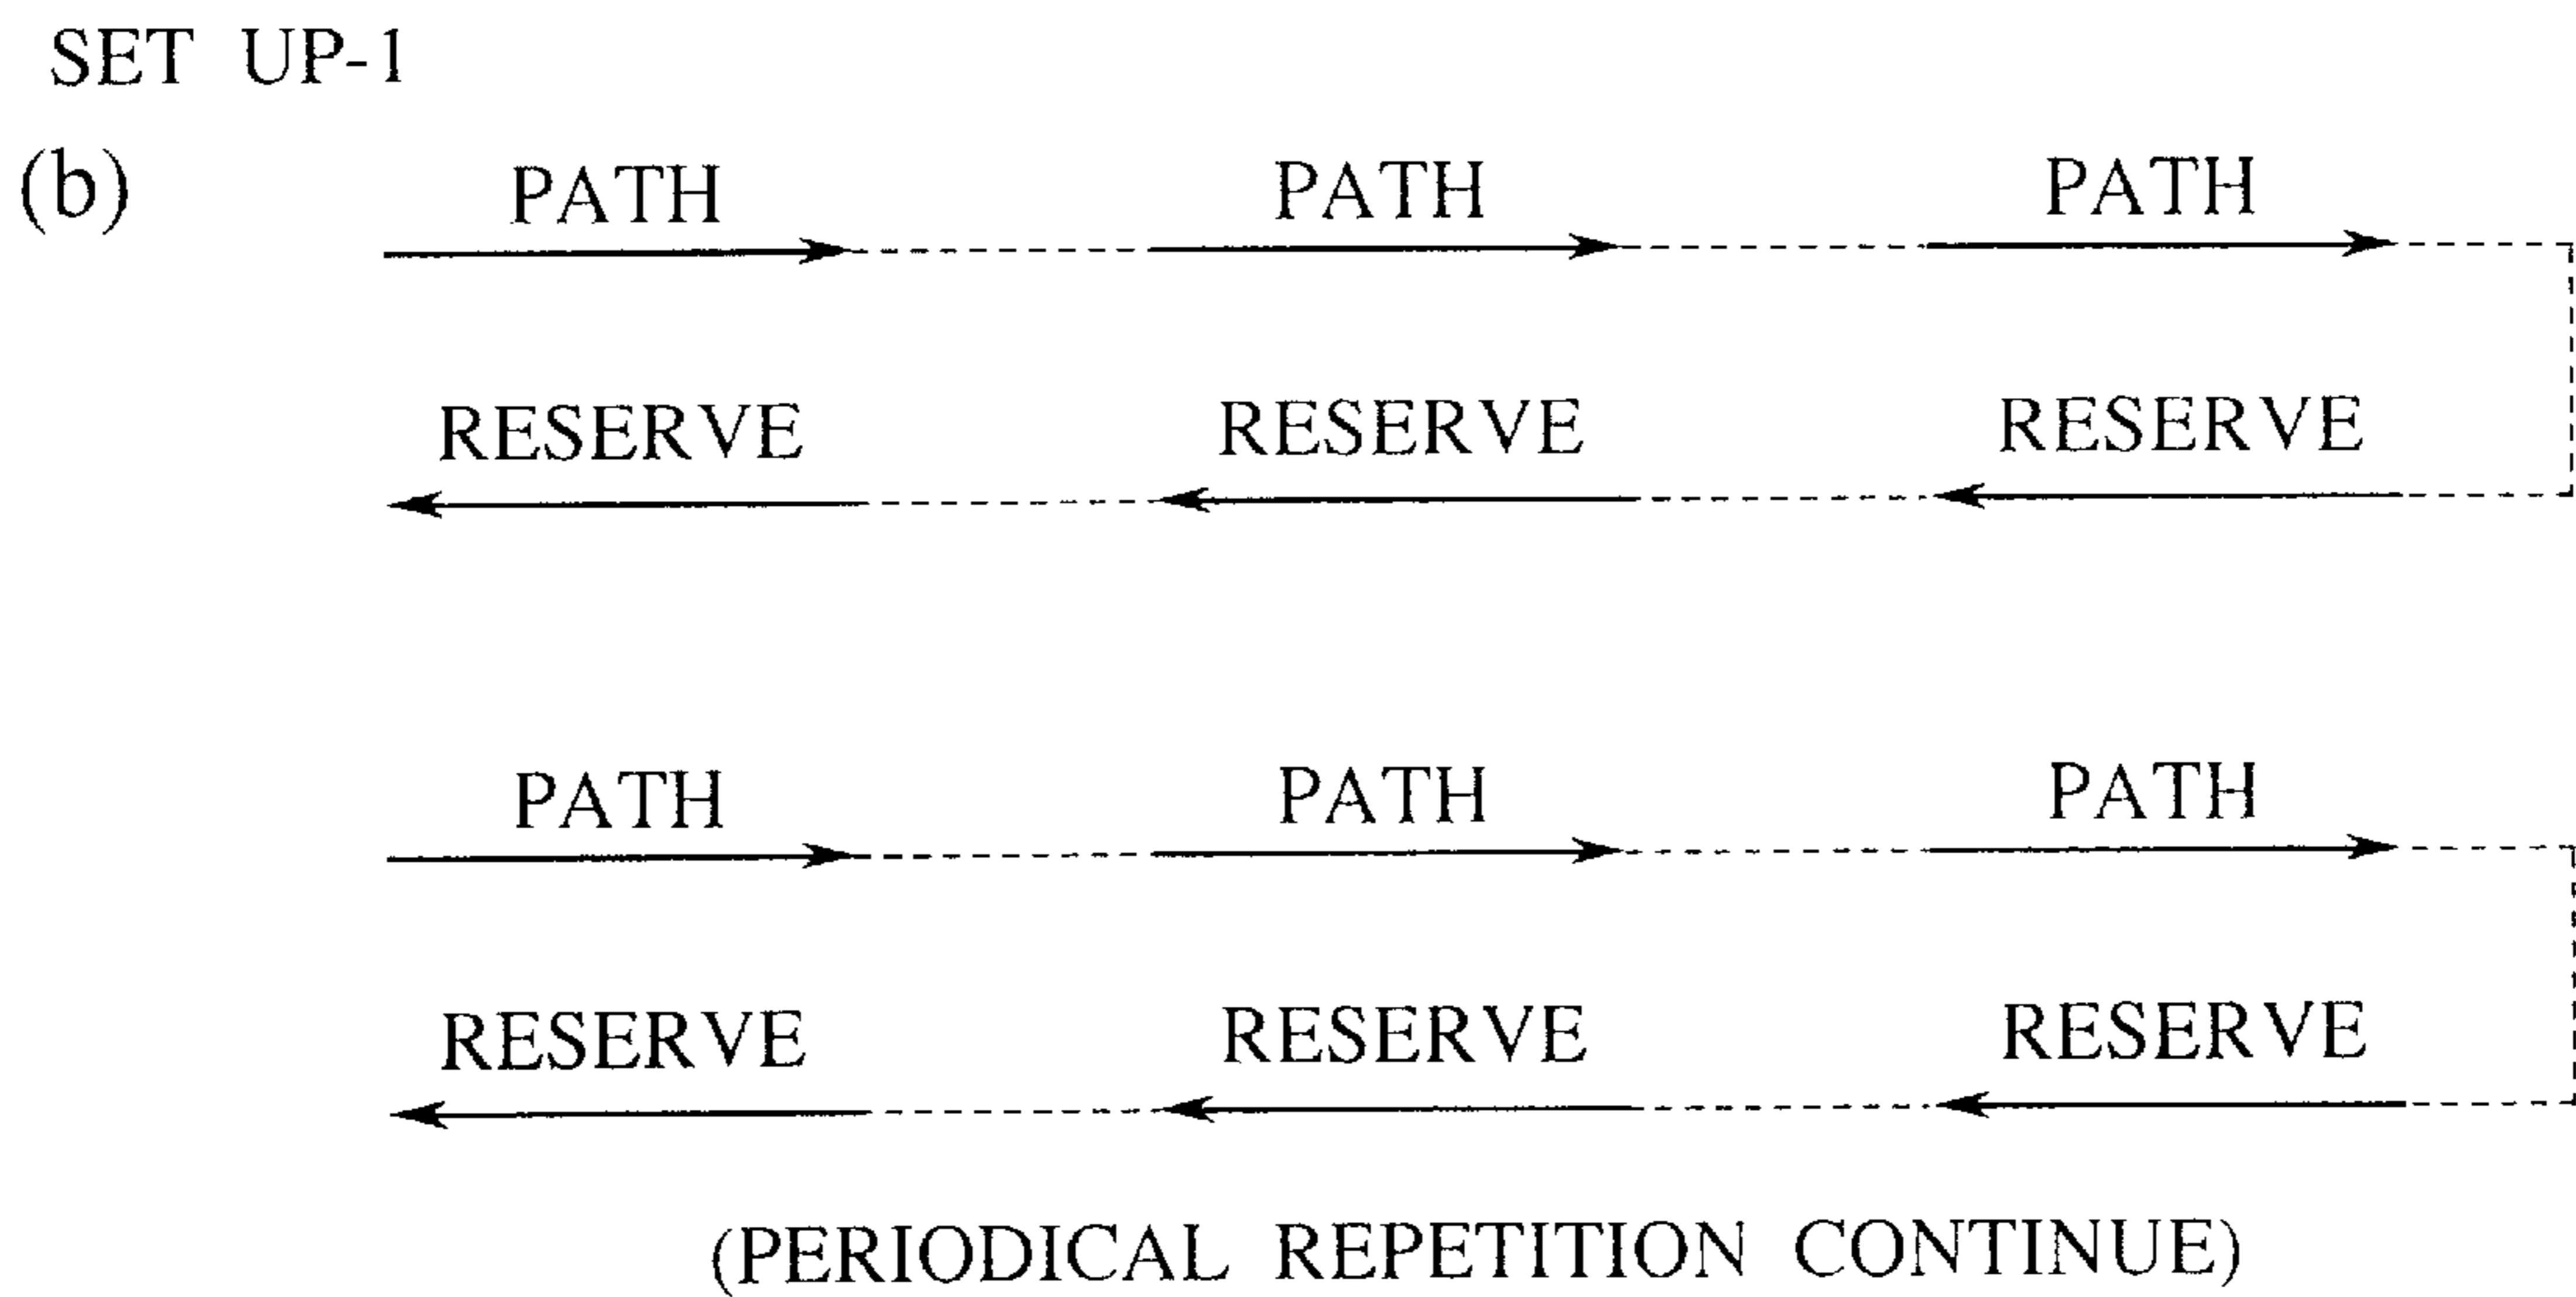 SET UP-1
(b)
PATH PATH PATH
RESERVE RESERVE RESERVE
PATH PATH PATH
RESERVE RESERVE RESERVE
(PERIODICAL REPETITION CONTINUE)